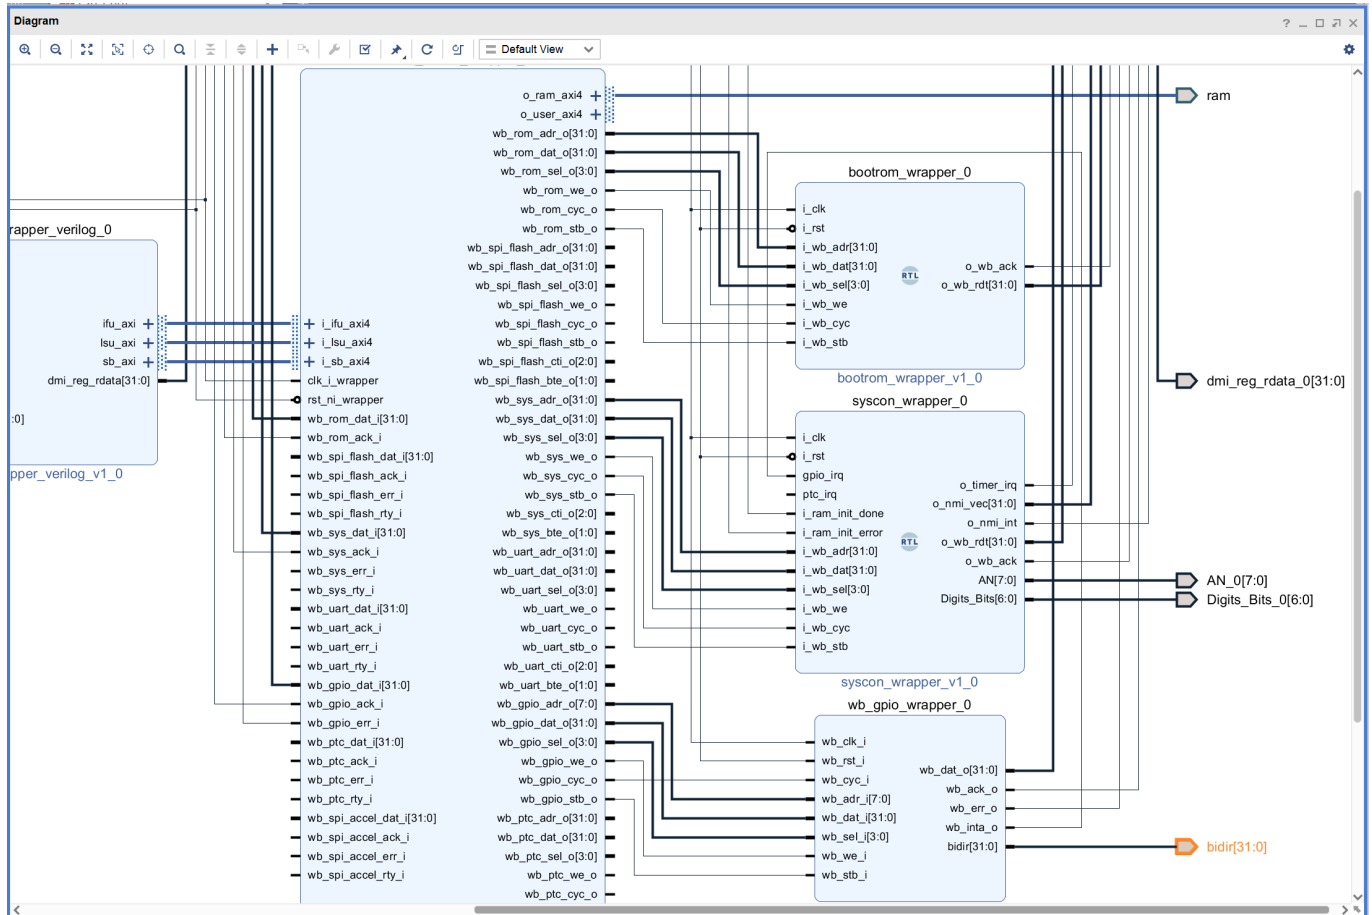 Diagram
Default View
rapper_verilog_0
ifu_axi
lsu_axi
sb_axi
dmi_reg_rdata[31:0]
:0]
pper_verilog_v1_0
i_ifu_axi4
i_lsu_axi4
i_sb_axi4
clk_i_wrapper
rst_ni_wrapper
wb_rom_dat_i[31:0]
wb_rom_ack_i
wb_spi_flash_dat_i[31:0]
wb_spi_flash_ack_i
wb_spi_flash_err_i
wb_spi_flash_rty_i
wb_sys_dat_i[31:0]
wb_sys_ack_i
wb_sys_err_i
wb_sys_rty_i
wb_uart_dat_i[31:0]
wb_uart_ack_i
wb_uart_err_i
wb_uart_rty_i
wb_gpio_dat_i[31:0]
wb_gpio_ack_i
wb_gpio_err_i
wb_ptc_dat_i[31:0]
wb_ptc_ack_i
wb_ptc_err_i
wb_ptc_rty_i
wb_spi_accel_dat_i[31:0]
wb_spi_accel_ack_i
wb_spi_accel_err_i
wb_spi_accel_rty_i
o_ram_axi4
o_user_axi4
wb_rom_adr_o[31:0]
wb_rom_dat_o[31:0]
wb_rom_sel_o[3:0]
wb_rom_we_o
wb_rom_cyc_o
wb_rom_stb_o
wb_spi_flash_adr_o[31:0]
wb_spi_flash_dat_o[31:0]
wb_spi_flash_sel_o[3:0]
wb_spi_flash_we_o
wb_spi_flash_cyc_o
wb_spi_flash_stb_o
wb_spi_flash_cti_o[2:0]
wb_spi_flash_bte_o[1:0]
wb_sys_adr_o[31:0]
wb_sys_dat_o[31:0]
wb_sys_sel_o[3:0]
wb_sys_we_o
wb_sys_cyc_o
wb_sys_stb_o
wb_sys_cti_o[2:0]
wb_sys_bte_o[1:0]
wb_uart_adr_o[31:0]
wb_uart_dat_o[31:0]
wb_uart_sel_o[3:0]
wb_uart_we_o
wb_uart_cyc_o
wb_uart_stb_o
wb_uart_cti_o[2:0]
wb_uart_bte_o[1:0]
wb_gpio_adr_o[7:0]
wb_gpio_dat_o[31:0]
wb_gpio_sel_o[3:0]
wb_gpio_we_o
wb_gpio_cyc_o
wb_gpio_stb_o
wb_ptc_adr_o[31:0]
wb_ptc_dat_o[31:0]
wb_ptc_sel_o[3:0]
wb_ptc_we_o
wb_ptc_cyc_o
bootrom_wrapper_0
i_clk
i_rst
i_wb_adr[31:0]
i_wb_dat[31:0]
i_wb_sel[3:0]
i_wb_we
i_wb_cyc
i_wb_stb
RTL
o_wb_ack
o_wb_rdt[31:0]
bootrom_wrapper_v1_0
syscon_wrapper_0
i_clk
i_rst
gpio_irq
ptc_irq
i_ram_init_done
i_ram_init_error
i_wb_adr[31:0]
i_wb_dat[31:0]
i_wb_sel[3:0]
i_wb_we
i_wb_cyc
i_wb_stb
RTL
o_timer_irq
o_nmi_vec[31:0]
o_nmi_int
o_wb_rdt[31:0]
o_wb_ack
AN[7:0]
Digits_Bits[6:0]
syscon_wrapper_v1_0
wb_gpio_wrapper_0
wb_clk_i
wb_rst_i
wb_cyc_i
wb_adr_i[7:0]
wb_dat_i[31:0]
wb_sel_i[3:0]
wb_we_i
wb_stb_i
wb_dat_o[31:0]
wb_ack_o
wb_err_o
wb_inta_o
bidir[31:0]
ram
dmi_reg_rdata_0[31:0]
AN_0[7:0]
Digits_Bits_0[6:0]
bidir[31:0]